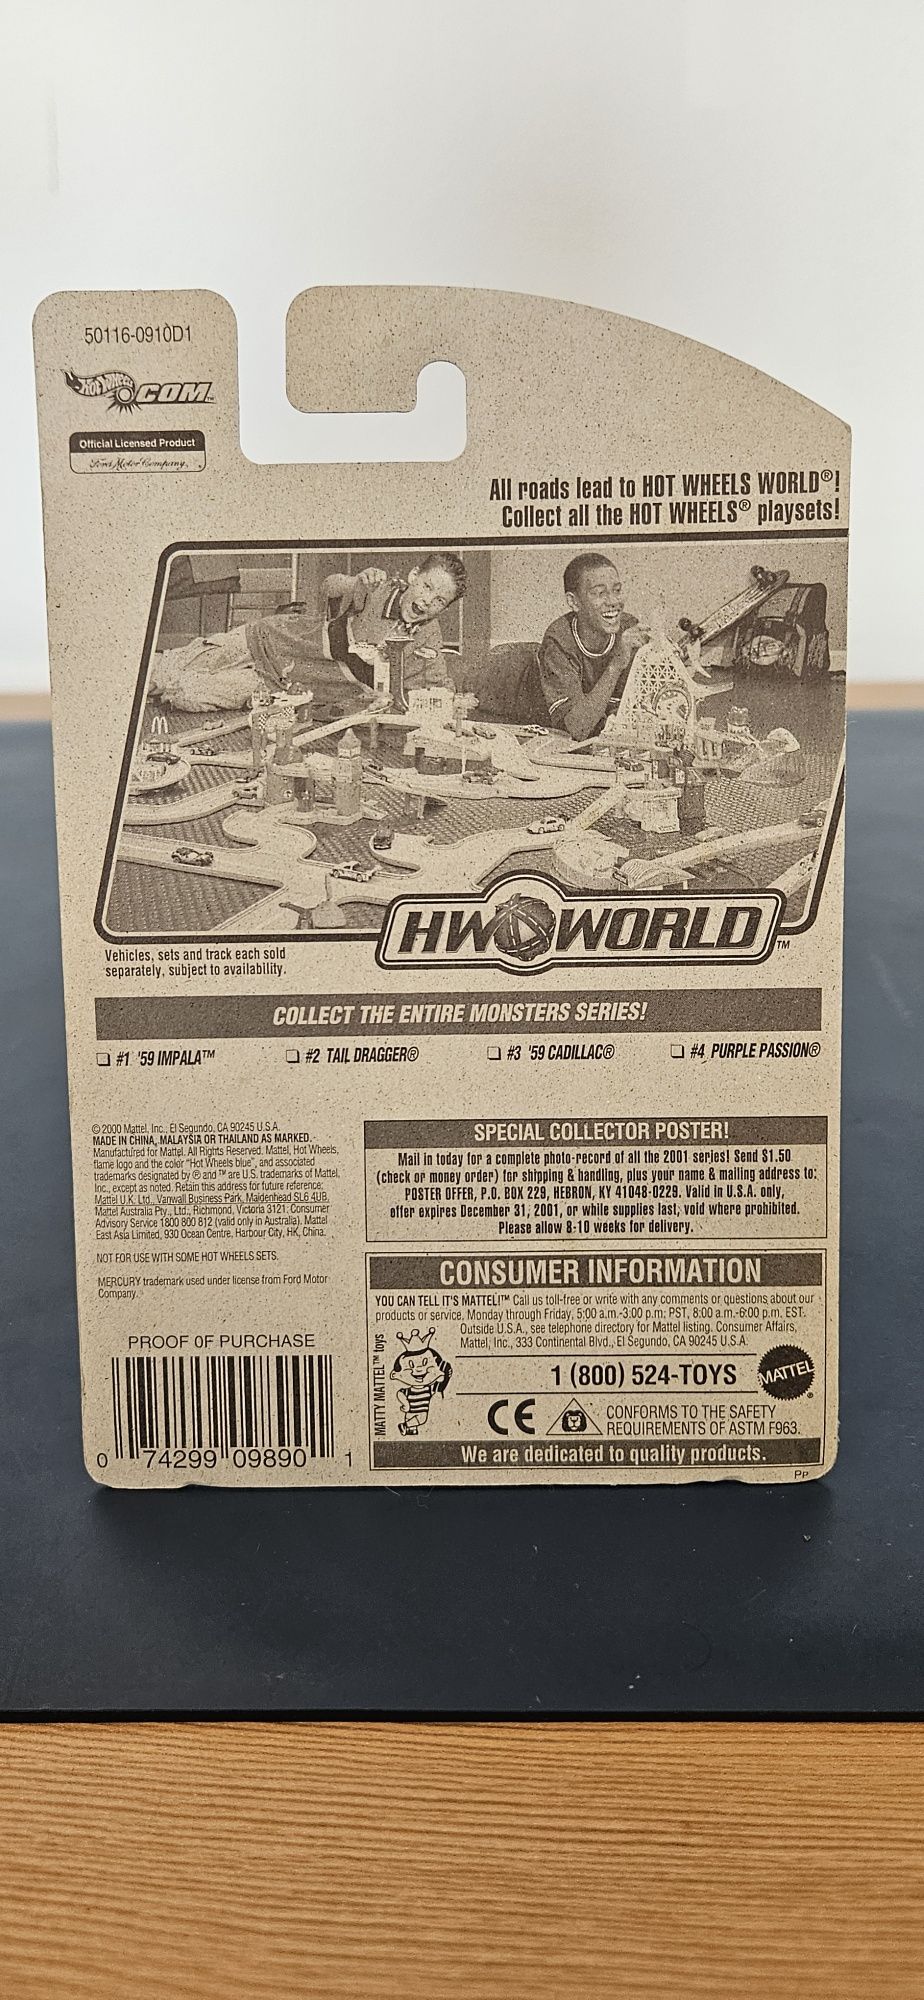 50116-0910D1
HOT WHEELS
.COM™
Official Licensed Product
Ford Motor Company
All roads lead to HOT WHEELS WORLD®!
Collect all the HOT WHEELS® playsets!
HW WORLD™
Vehicles, sets and track each sold
separately, subject to availability.
COLLECT THE ENTIRE MONSTERS SERIES!
❏ #1 '59 IMPALA™ ❏ #2 TAIL DRAGGER® ❏ #3 '59 CADILLAC® ❏ #4 PURPLE PASSION®
© 2000 Mattel, Inc., El Segundo, CA 90245 U.S.A.
MADE IN CHINA, MALAYSIA OR THAILAND AS MARKED.
Manufactured for Mattel. All Rights Reserved. Mattel, Hot Wheels,
flame logo and the color "Hot Wheels blue", and associated
trademarks designated by ® and ™ are U.S. trademarks of Mattel,
Inc., except as noted. Retain this address for future reference:
Mattel U.K. Ltd., Vanwall Business Park, Maidenhead SL6 4UB.
Mattel Australia Pty., Ltd., Richmond, Victoria 3121. Consumer
Advisory Service 1800 800 812 (valid only in Australia). Mattel
East Asia Limited, 930 Ocean Centre, Harbour City, HK, China.
NOT FOR USE WITH SOME HOT WHEELS SETS.
MERCURY trademark used under license from Ford Motor
Company.
PROOF OF PURCHASE
0 74299 09890 1
SPECIAL COLLECTOR POSTER!
Mail in today for a complete photo-record of all the 2001 series! Send $1.50
(check or money order) for shipping & handling, plus your name & mailing address to:
POSTER OFFER, P.O. BOX 229, HEBRON, KY 41048-0229. Valid in U.S.A. only,
offer expires December 31, 2001, or while supplies last, void where prohibited.
Please allow 8-10 weeks for delivery.
CONSUMER INFORMATION
YOU CAN TELL IT'S MATTEL!™ Call us toll-free or write with any comments or questions about our
products or service, Monday through Friday, 5:00 a.m.-3:00 p.m. PST, 8:00 a.m.-6:00 p.m. EST.
Outside U.S.A., see telephone directory for Mattel listing. Consumer Affairs,
Mattel, Inc., 333 Continental Blvd., El Segundo, CA 90245 U.S.A.
MATTY MATTEL™ toys
1 (800) 524-TOYS
MATTEL®
CE
CONFORMS TO THE SAFETY
REQUIREMENTS OF ASTM F963.
We are dedicated to quality products.
PP